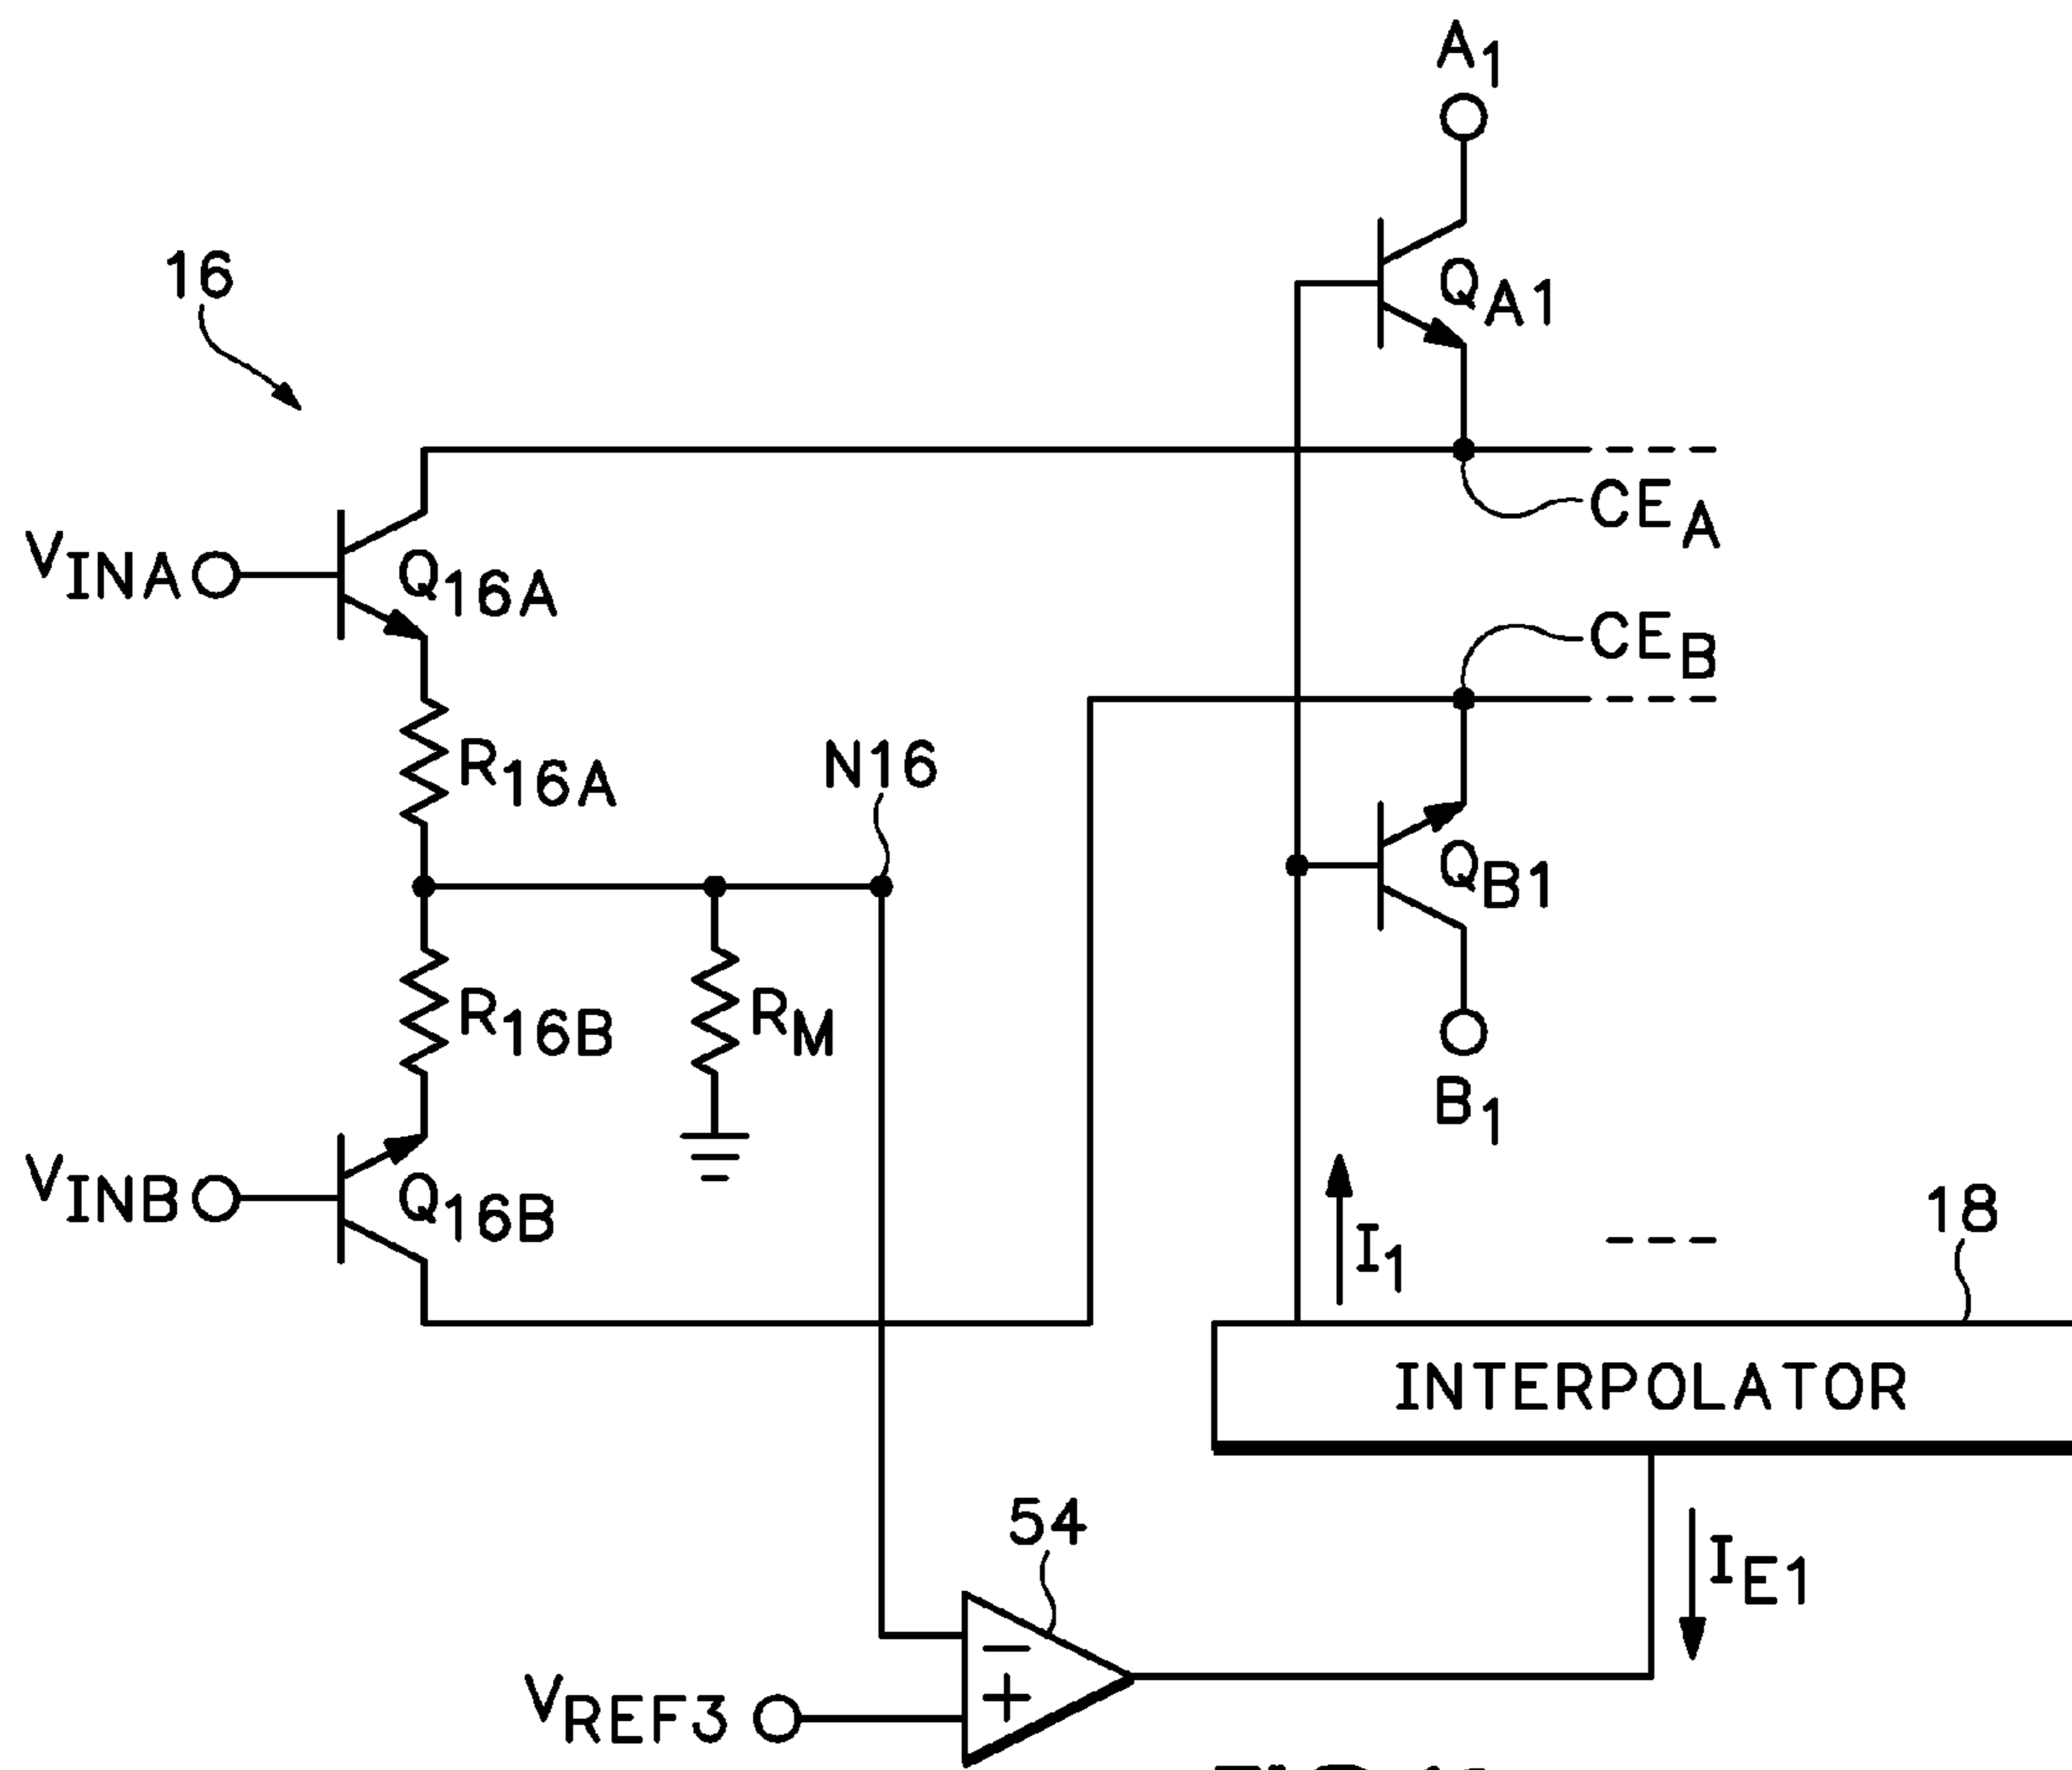 A1
QA1
16
CEA
VINA
Q16A
CEB
R16A
N16
QB1
R16B
RM
B1
VINB
Q16B
I1
18
INTERPOLATOR
54
−
+
IE1
VREF3